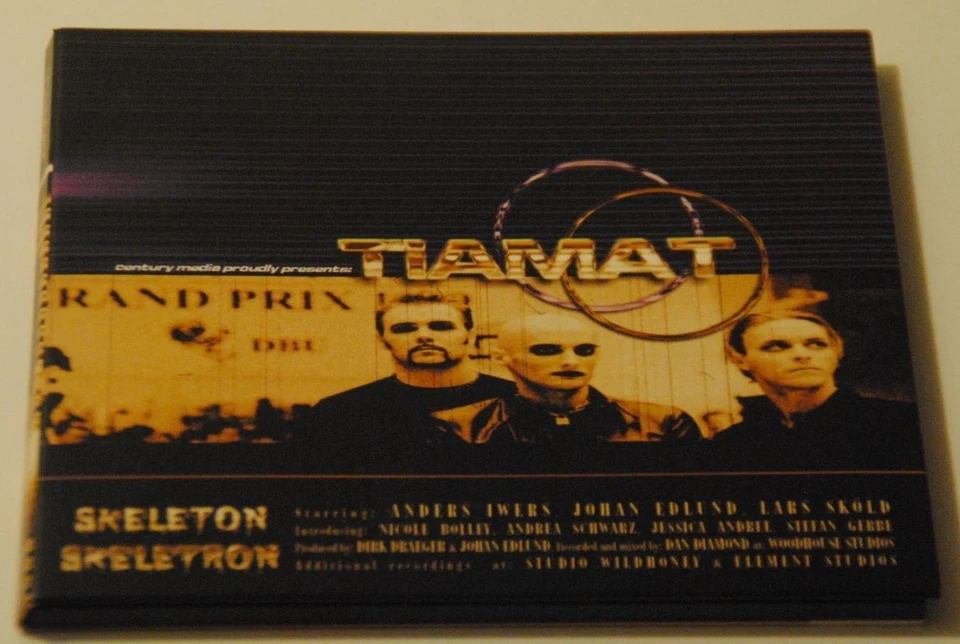 century media proudly presents:
TIAMAT
RAND PRIX
DBU
SKELETON
SKELETRON
Starring: ANDERS IWERS, JOHAN EDLUND, LARS SKÖLD
Introducing: NICOLE BOLLEY, ANDREA SCHWARZ, JESSICA ANDREE, STEFAN GERBE
Produced by: DIRK DRAEGER & JOHAN EDLUND. Recorded and mixed by: DAN DIAMOND at: WOODHOUSE STUDIOS
Additional recordings at: STUDIO WILDHONEY & ELEMENT STUDIOS